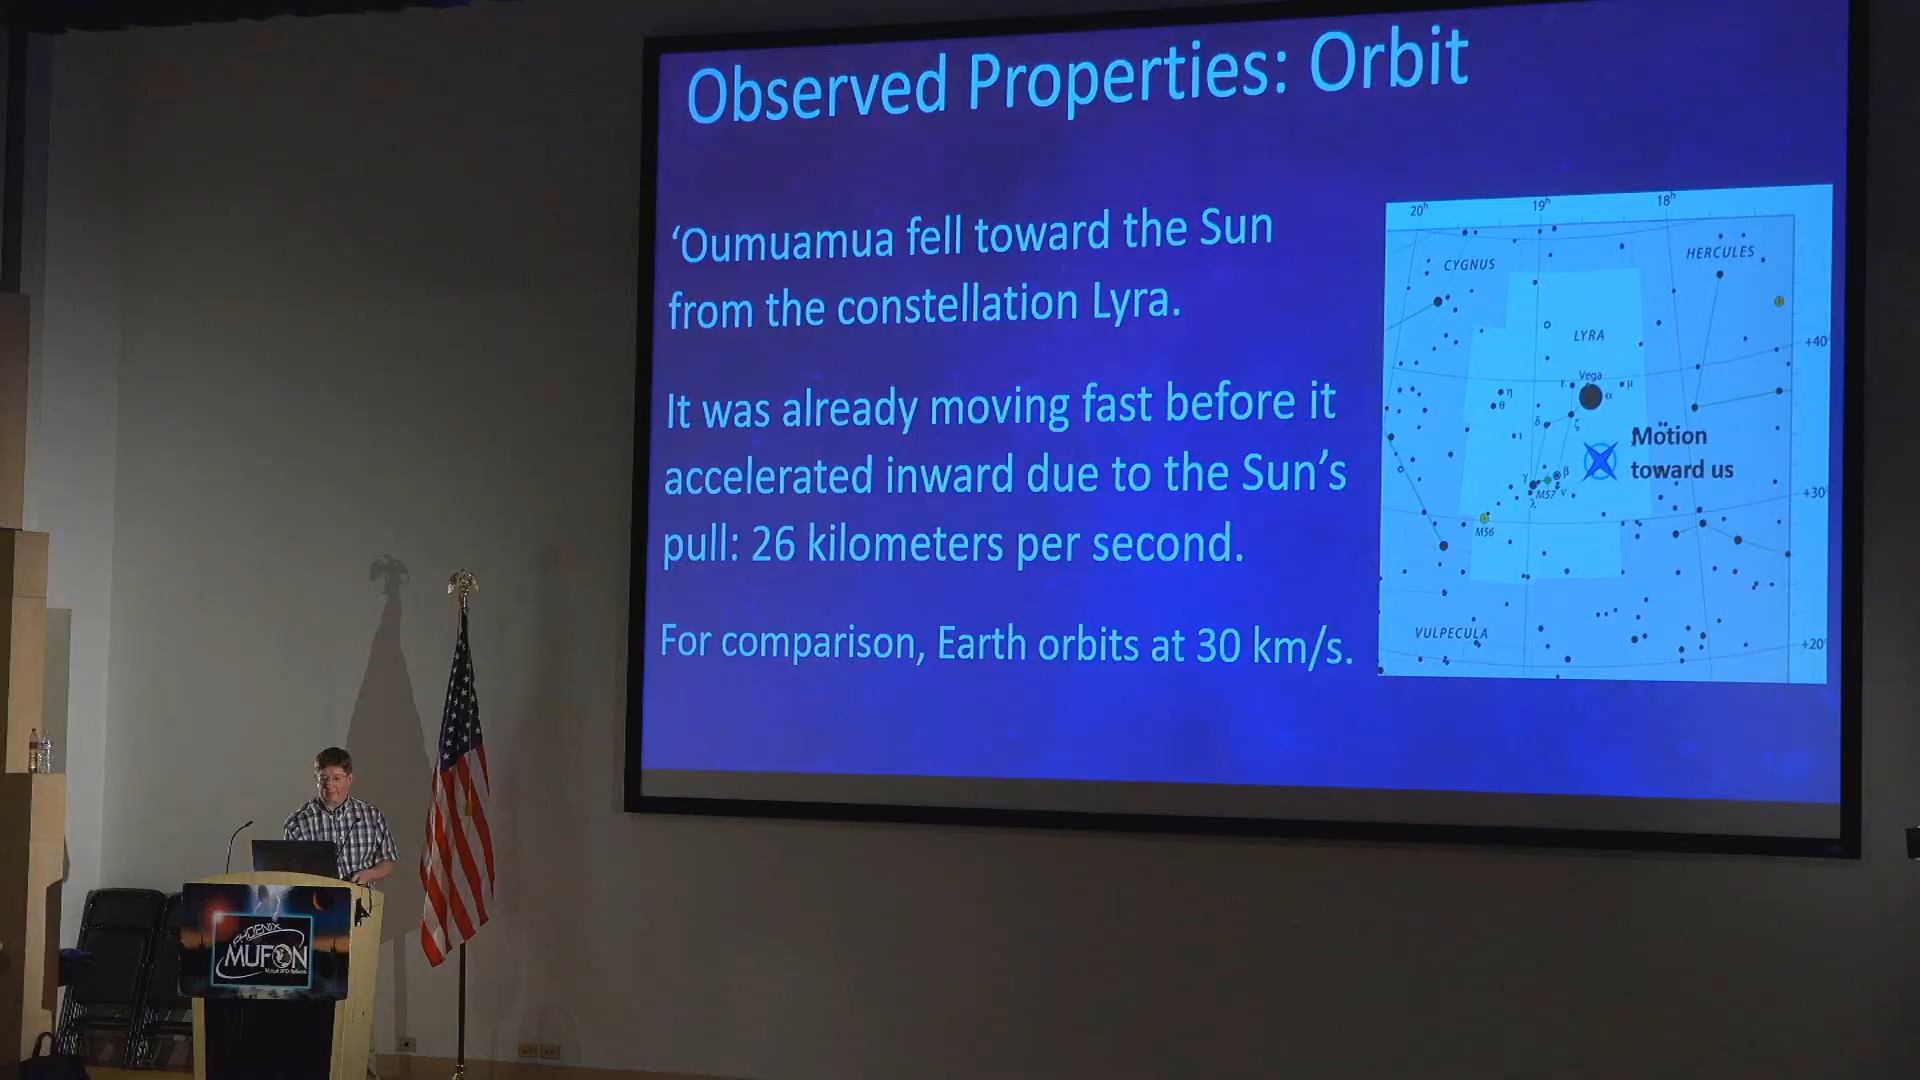 Observed Properties: Orbit
‘Oumuamua fell toward the Sun
from the constellation Lyra.
It was already moving fast before it
accelerated inward due to the Sun’s
pull: 26 kilometers per second.
For comparison, Earth orbits at 30 km/s.
20h 19h 18h
CYGNUS
HERCULES
LYRA
+40°
Vega
ε μ
α
η
θ
δ ζ
ι
Motion
toward us
γ β
M57 ν
λ
+30°
M56
VULPECULA
+20°
PHOENIX
MUFON